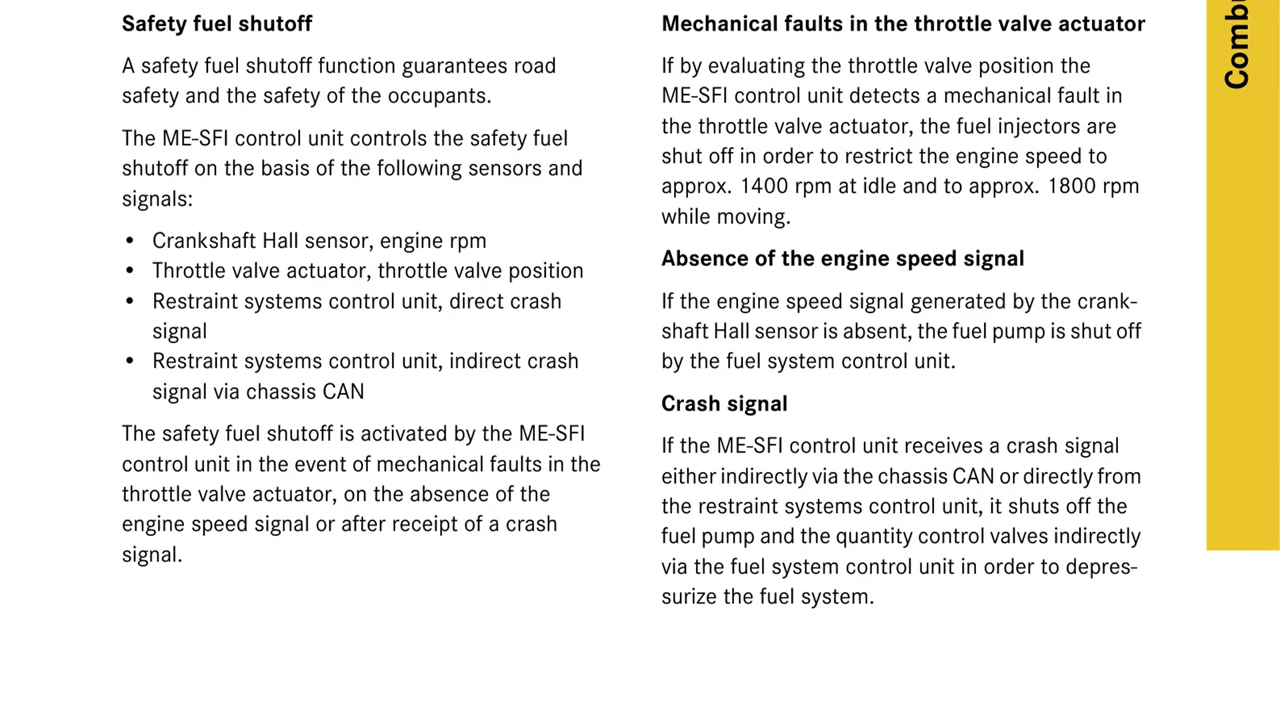 Safety fuel shutoff
A safety fuel shutoff function guarantees road
safety and the safety of the occupants.
The ME-SFI control unit controls the safety fuel
shutoff on the basis of the following sensors and
signals:
• Crankshaft Hall sensor, engine rpm
• Throttle valve actuator, throttle valve position
• Restraint systems control unit, direct crash
signal
• Restraint systems control unit, indirect crash
signal via chassis CAN
The safety fuel shutoff is activated by the ME-SFI
control unit in the event of mechanical faults in the
throttle valve actuator, on the absence of the
engine speed signal or after receipt of a crash
signal.
Mechanical faults in the throttle valve actuator
If by evaluating the throttle valve position the
ME-SFI control unit detects a mechanical fault in
the throttle valve actuator, the fuel injectors are
shut off in order to restrict the engine speed to
approx. 1400 rpm at idle and to approx. 1800 rpm
while moving.
Absence of the engine speed signal
If the engine speed signal generated by the crank-
shaft Hall sensor is absent, the fuel pump is shut off
by the fuel system control unit.
Crash signal
If the ME-SFI control unit receives a crash signal
either indirectly via the chassis CAN or directly from
the restraint systems control unit, it shuts off the
fuel pump and the quantity control valves indirectly
via the fuel system control unit in order to depres-
surize the fuel system.